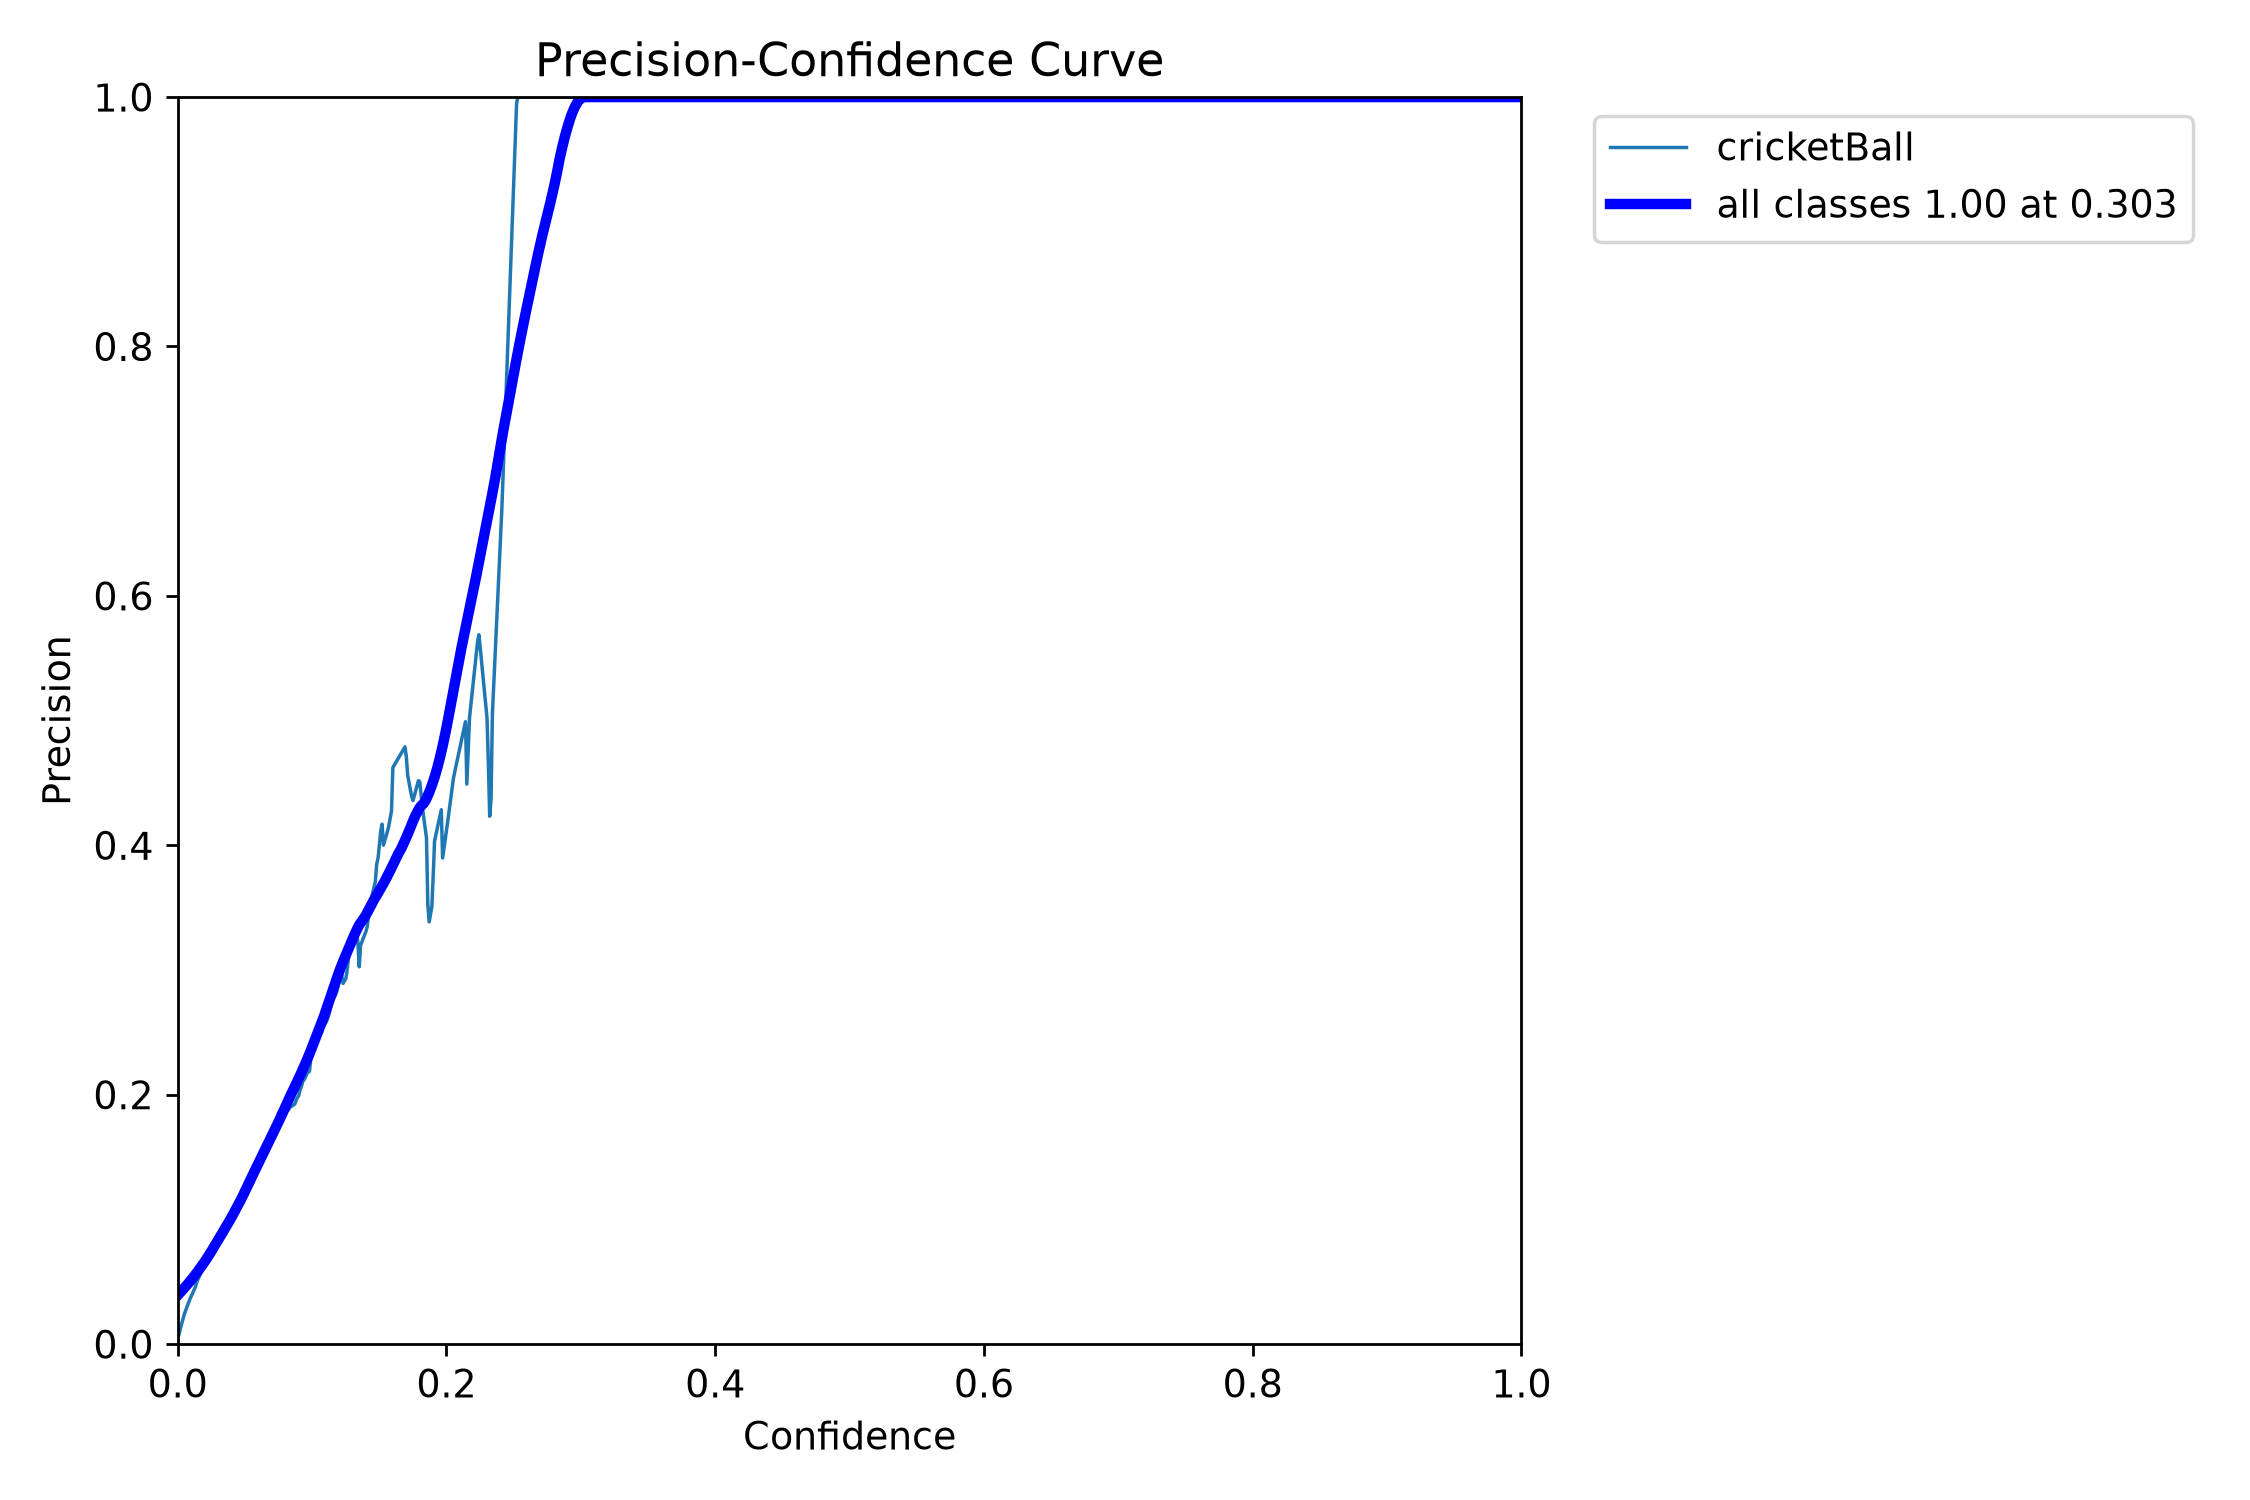 Precision-Confidence Curve
1.0
0.8
0.6
0.4
0.2
0.0
Precision
0.0 0.2 0.4 0.6 0.8 1.0
Confidence
cricketBall
all classes 1.00 at 0.303